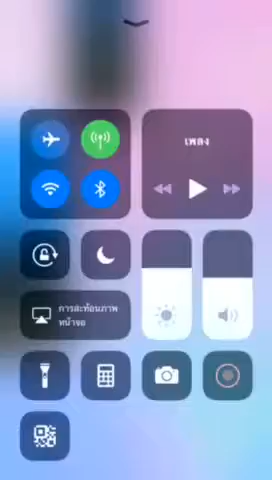 เพลง
การสะท้อนภาพ
หน้าจอ